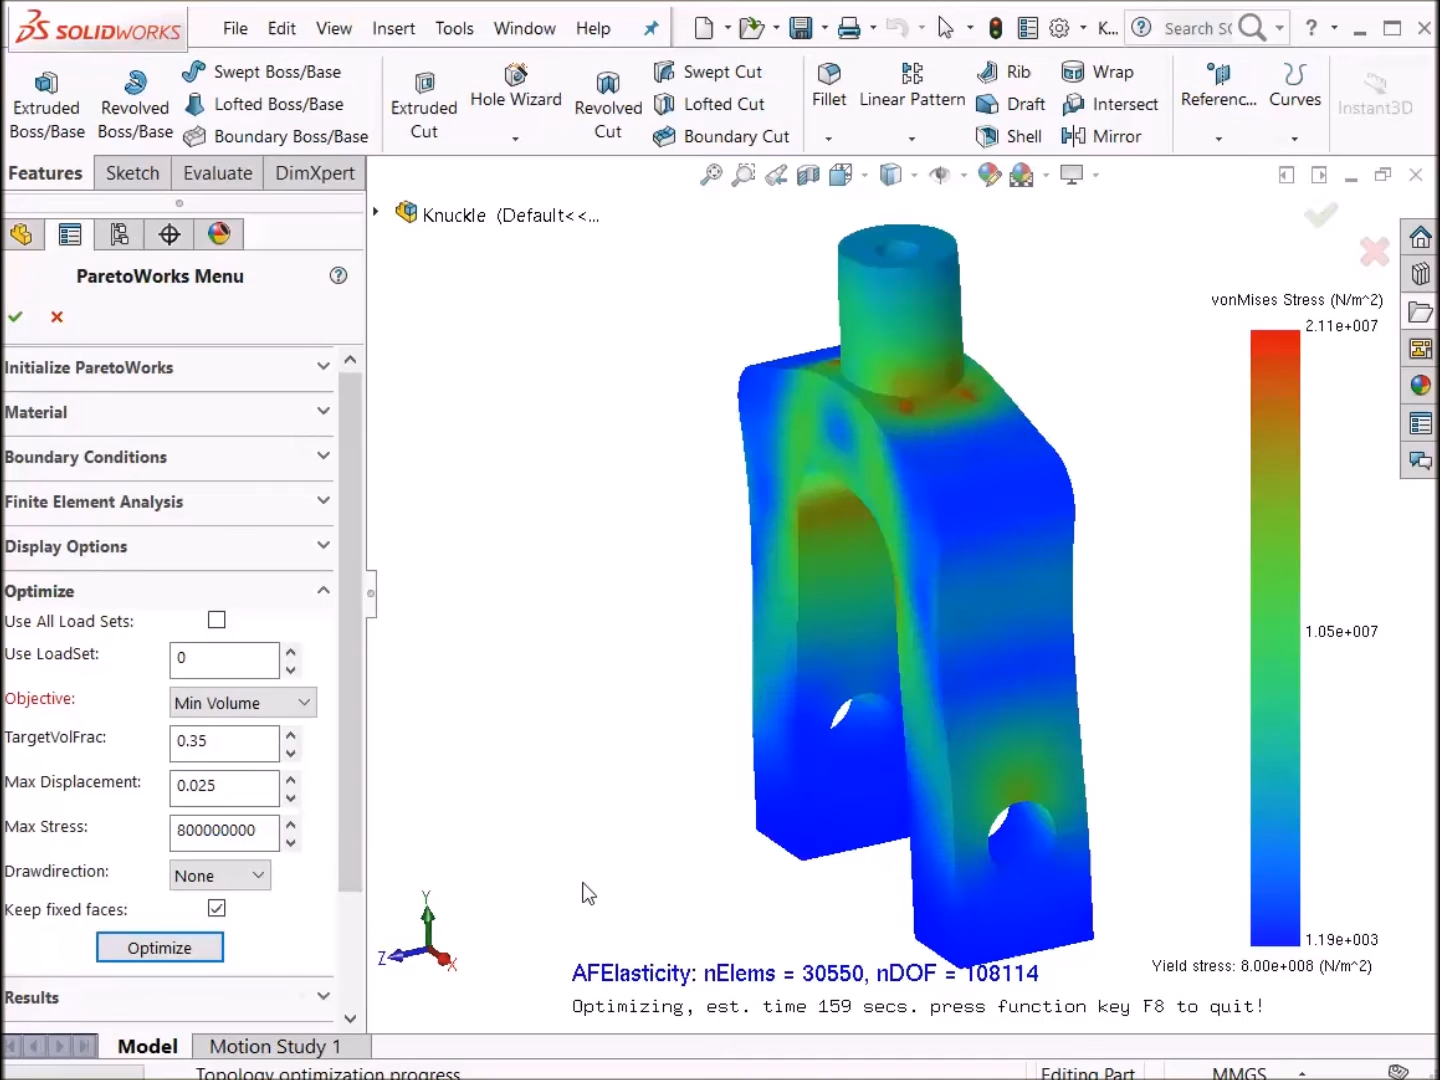 SOLIDWORKS
File Edit View Insert Tools Window Help
K...
Search
?
Extruded Boss/Base
Revolved Boss/Base
Swept Boss/Base
Lofted Boss/Base
Boundary Boss/Base
Extruded Cut
Hole Wizard
Revolved Cut
Swept Cut
Lofted Cut
Boundary Cut
Fillet
Linear Pattern
Rib
Draft
Shell
Wrap
Intersect
Mirror
Referenc...
Curves
Instant3D
Features Sketch Evaluate DimXpert
Knuckle (Default<<...
ParetoWorks Menu
Initialize ParetoWorks
Material
Boundary Conditions
Finite Element Analysis
Display Options
Optimize
Use All Load Sets:
Use LoadSet: 0
Objective: Min Volume
TargetVolFrac: 0.35
Max Displacement: 0.025
Max Stress: 800000000
Drawdirection: None
Keep fixed faces:
Optimize
Results
vonMises Stress (N/m^2)
2.11e+007
1.05e+007
1.19e+003
Yield stress: 8.00e+008 (N/m^2)
Y
Z
X
AFElasticity: nElems = 30550, nDOF = 108114
Optimizing, est. time 159 secs. press function key F8 to quit!
Model Motion Study 1
Topology optimization progress
Editing Part
MMGS